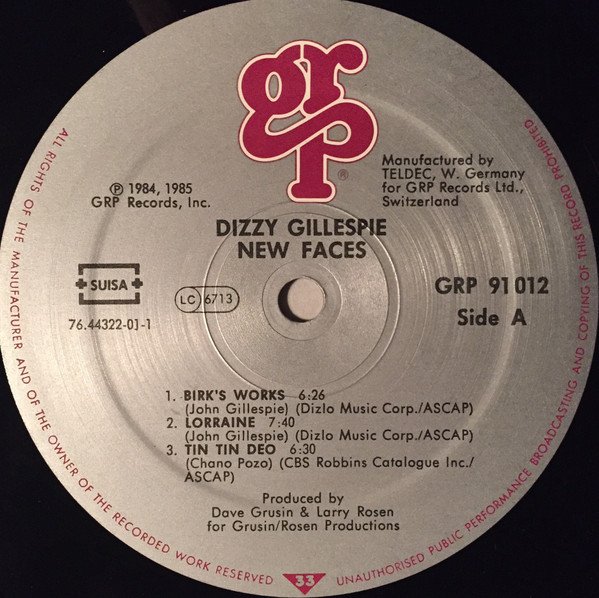 grp
®
℗ 1984, 1985
GRP Records, Inc.
Manufactured by
TELDEC, W. Germany
for GRP Records Ltd.,
Switzerland
DIZZY GILLESPIE
NEW FACES
SUISA
LC 6713
76.44322-01-1
GRP 91012
Side A
1. BIRK'S WORKS 6:26
(John Gillespie) (Dizlo Music Corp./ASCAP)
2. LORRAINE 7:40
(John Gillespie) (Dizlo Music Corp./ASCAP)
3. TIN TIN DEO 6:30
(Chano Pozo) (CBS Robbins Catalogue Inc./
ASCAP)
Produced by
Dave Grusin & Larry Rosen
for Grusin/Rosen Productions
ALL RIGHTS OF THE MANUFACTURER AND OF THE OWNER OF THE RECORDED WORK RESERVED
33
UNAUTHORISED PUBLIC PERFORMANCE BROADCASTING AND COPYING OF THIS RECORD PROHIBITED